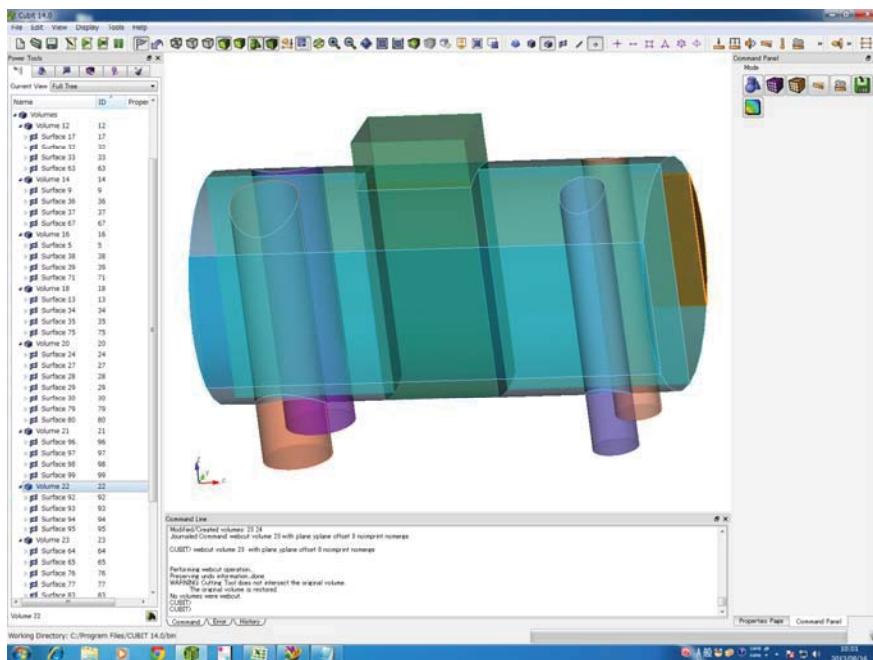 Cubit 14.0
File Edit View Display Tools Help
Power Tools
Current View Full Tree
Name ID Proper
Volumes
Volume 12 12
Surface 17 17
Surface 32 32
Surface 33 33
Surface 63 63
Volume 14 14
Surface 9 9
Surface 36 36
Surface 37 37
Surface 67 67
Volume 16 16
Surface 5 5
Surface 38 38
Surface 39 39
Surface 71 71
Volume 18 18
Surface 13 13
Surface 34 34
Surface 35 35
Surface 75 75
Volume 20 20
Surface 24 24
Surface 27 27
Surface 28 28
Surface 29 29
Surface 30 30
Surface 79 79
Surface 80 80
Volume 21 21
Surface 96 96
Surface 97 97
Surface 98 98
Surface 99 99
Volume 22 22
Surface 92 92
Surface 93 93
Surface 94 94
Surface 95 95
Volume 23 23
Surface 64 64
Surface 65 65
Surface 76 76
Surface 77 77
Surface 83 83
Volume 22
Command Panel
Mode
Z
Y
Command Line
Modified/Created volumes: 23 24
Journaled Command: webcut volume 23 with plane yplane offset 0 noimprint nomerge
CUBIT> webcut volume 23 with plane yplane offset 0 noimprint nomerge
Performing webcut operation...
Preserving undo information...done
WARNING: Cutting Tool does not intersect the original volume.
The original volume is restored.
No volumes were webcut.
CUBIT>
CUBIT>
Command Error History
Properties Page Command Panel
Working Directory: C:/Program Files/CUBIT 14.0/bin
A 般
10:01